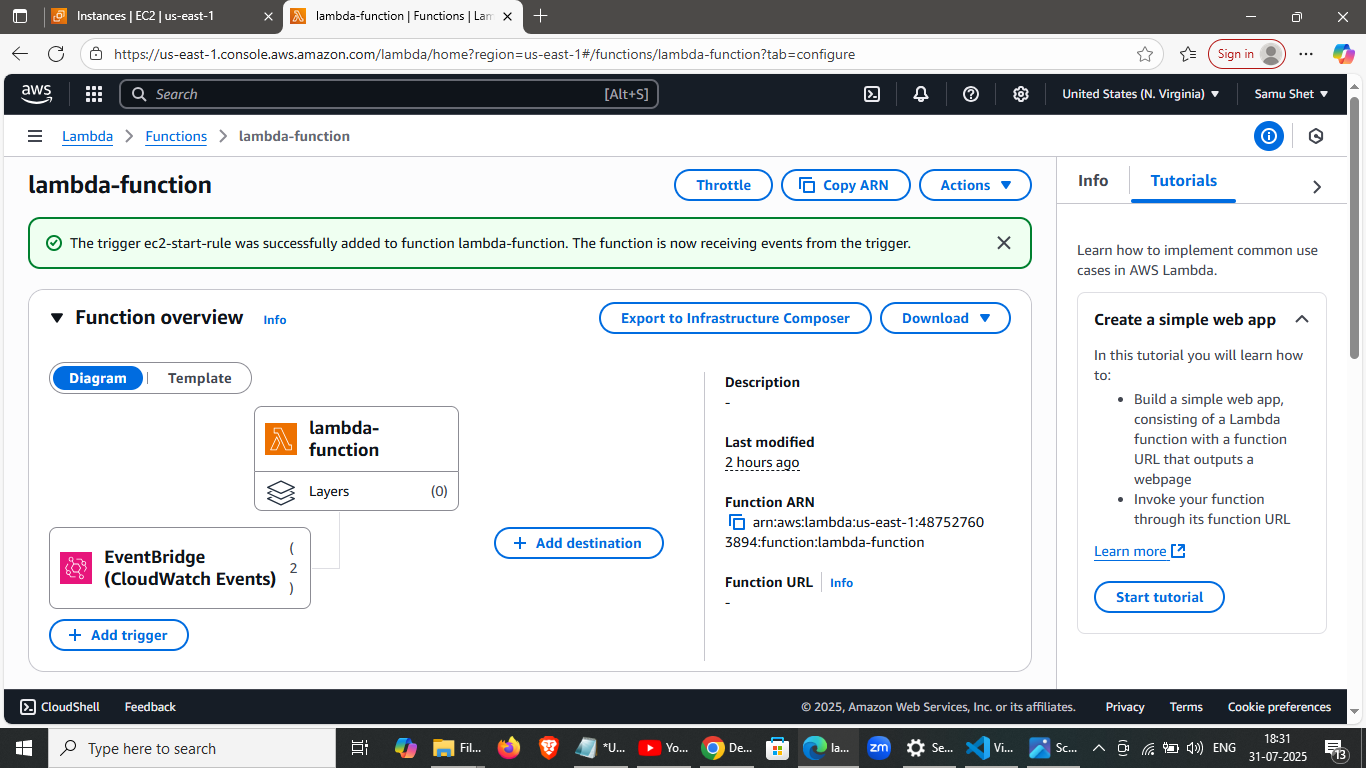 Instances | EC2 | us-east-1
lambda-function | Functions | Lam
https://us-east-1.console.aws.amazon.com/lambda/home?region=us-east-1#/functions/lambda-function?tab=configure
Sign in
aws
Search
[Alt+S]
United States (N. Virginia)
Samu Shet
Lambda
Functions
lambda-function
lambda-function
Throttle
Copy ARN
Actions
The trigger ec2-start-rule was successfully added to function lambda-function. The function is now receiving events from the trigger.
Function overview
Info
Export to Infrastructure Composer
Download
Diagram
Template
lambda-
function
Layers
(0)
EventBridge
(CloudWatch Events)
(
2
)
Add trigger
Add destination
Description
-
Last modified
2 hours ago
Function ARN
arn:aws:lambda:us-east-1:48752760
3894:function:lambda-function
Function URL
Info
-
Info
Tutorials
Learn how to implement common use
cases in AWS Lambda.
Create a simple web app
In this tutorial you will learn how
to:
• Build a simple web app,
consisting of a Lambda
function with a function
URL that outputs a
webpage
• Invoke your function
through its function URL
Learn more
Start tutorial
CloudShell
Feedback
© 2025, Amazon Web Services, Inc. or its affiliates.
Privacy
Terms
Cookie preferences
Type here to search
Fil...
*U...
Yo...
De...
la...
zm
Se...
Vi...
Sc...
ENG
18:31
31-07-2025
13